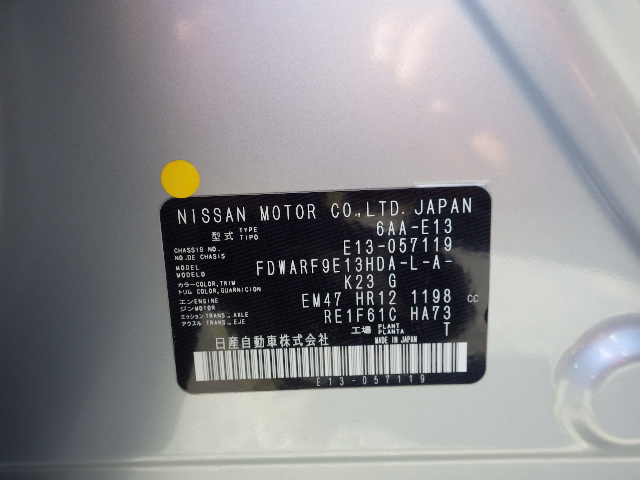 NISSAN MOTOR CO.,LTD. JAPAN
型式 TYPE TIPO 6AA-E13
CHASSIS NO. NO.DE CHASIS E13-057119
MODEL MODELO FDWARF9E13HDA-L-A-
カラー COLOR,TRIM トリム COLOR,GUARNICION K23 G
エンジン ENGINE MOTOR EM47 HR12 1198 cc
ミッション TRANS., AXLE アクスル TRANS.,EJE RE1F61C HA73
工場 PLANT PLANTA T
日産自動車株式会社 MADE IN JAPAN
E13-057119